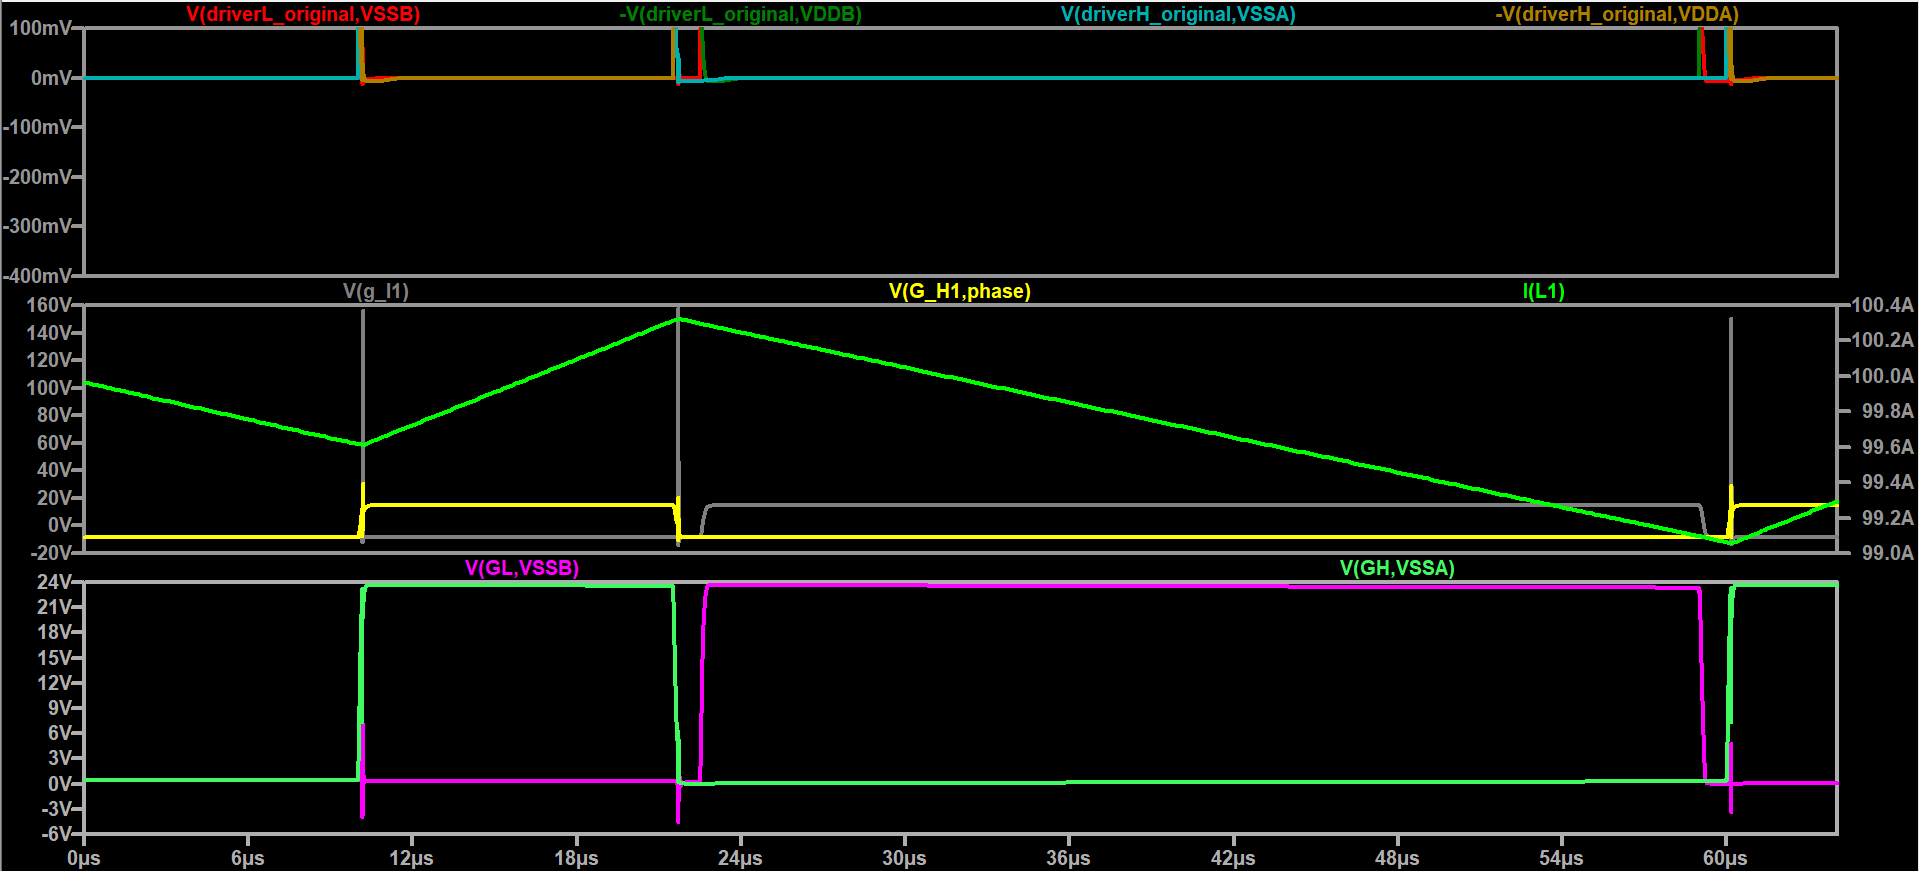 V(driverL_original,VSSB) -V(driverL_original,VDDB) V(driverH_original,VSSA) -V(driverH_original,VDDA)
100mV
0mV
-100mV
-200mV
-300mV
-400mV
V(g_l1) V(G_H1,phase) I(L1)
160V 100.4A
140V 100.2A
120V
100V 100.0A
80V 99.8A
60V 99.6A
40V 99.4A
20V
0V 99.2A
-20V 99.0A
V(GL,VSSB) V(GH,VSSA)
24V
21V
18V
15V
12V
9V
6V
3V
0V
-3V
-6V
0µs 6µs 12µs 18µs 24µs 30µs 36µs 42µs 48µs 54µs 60µs